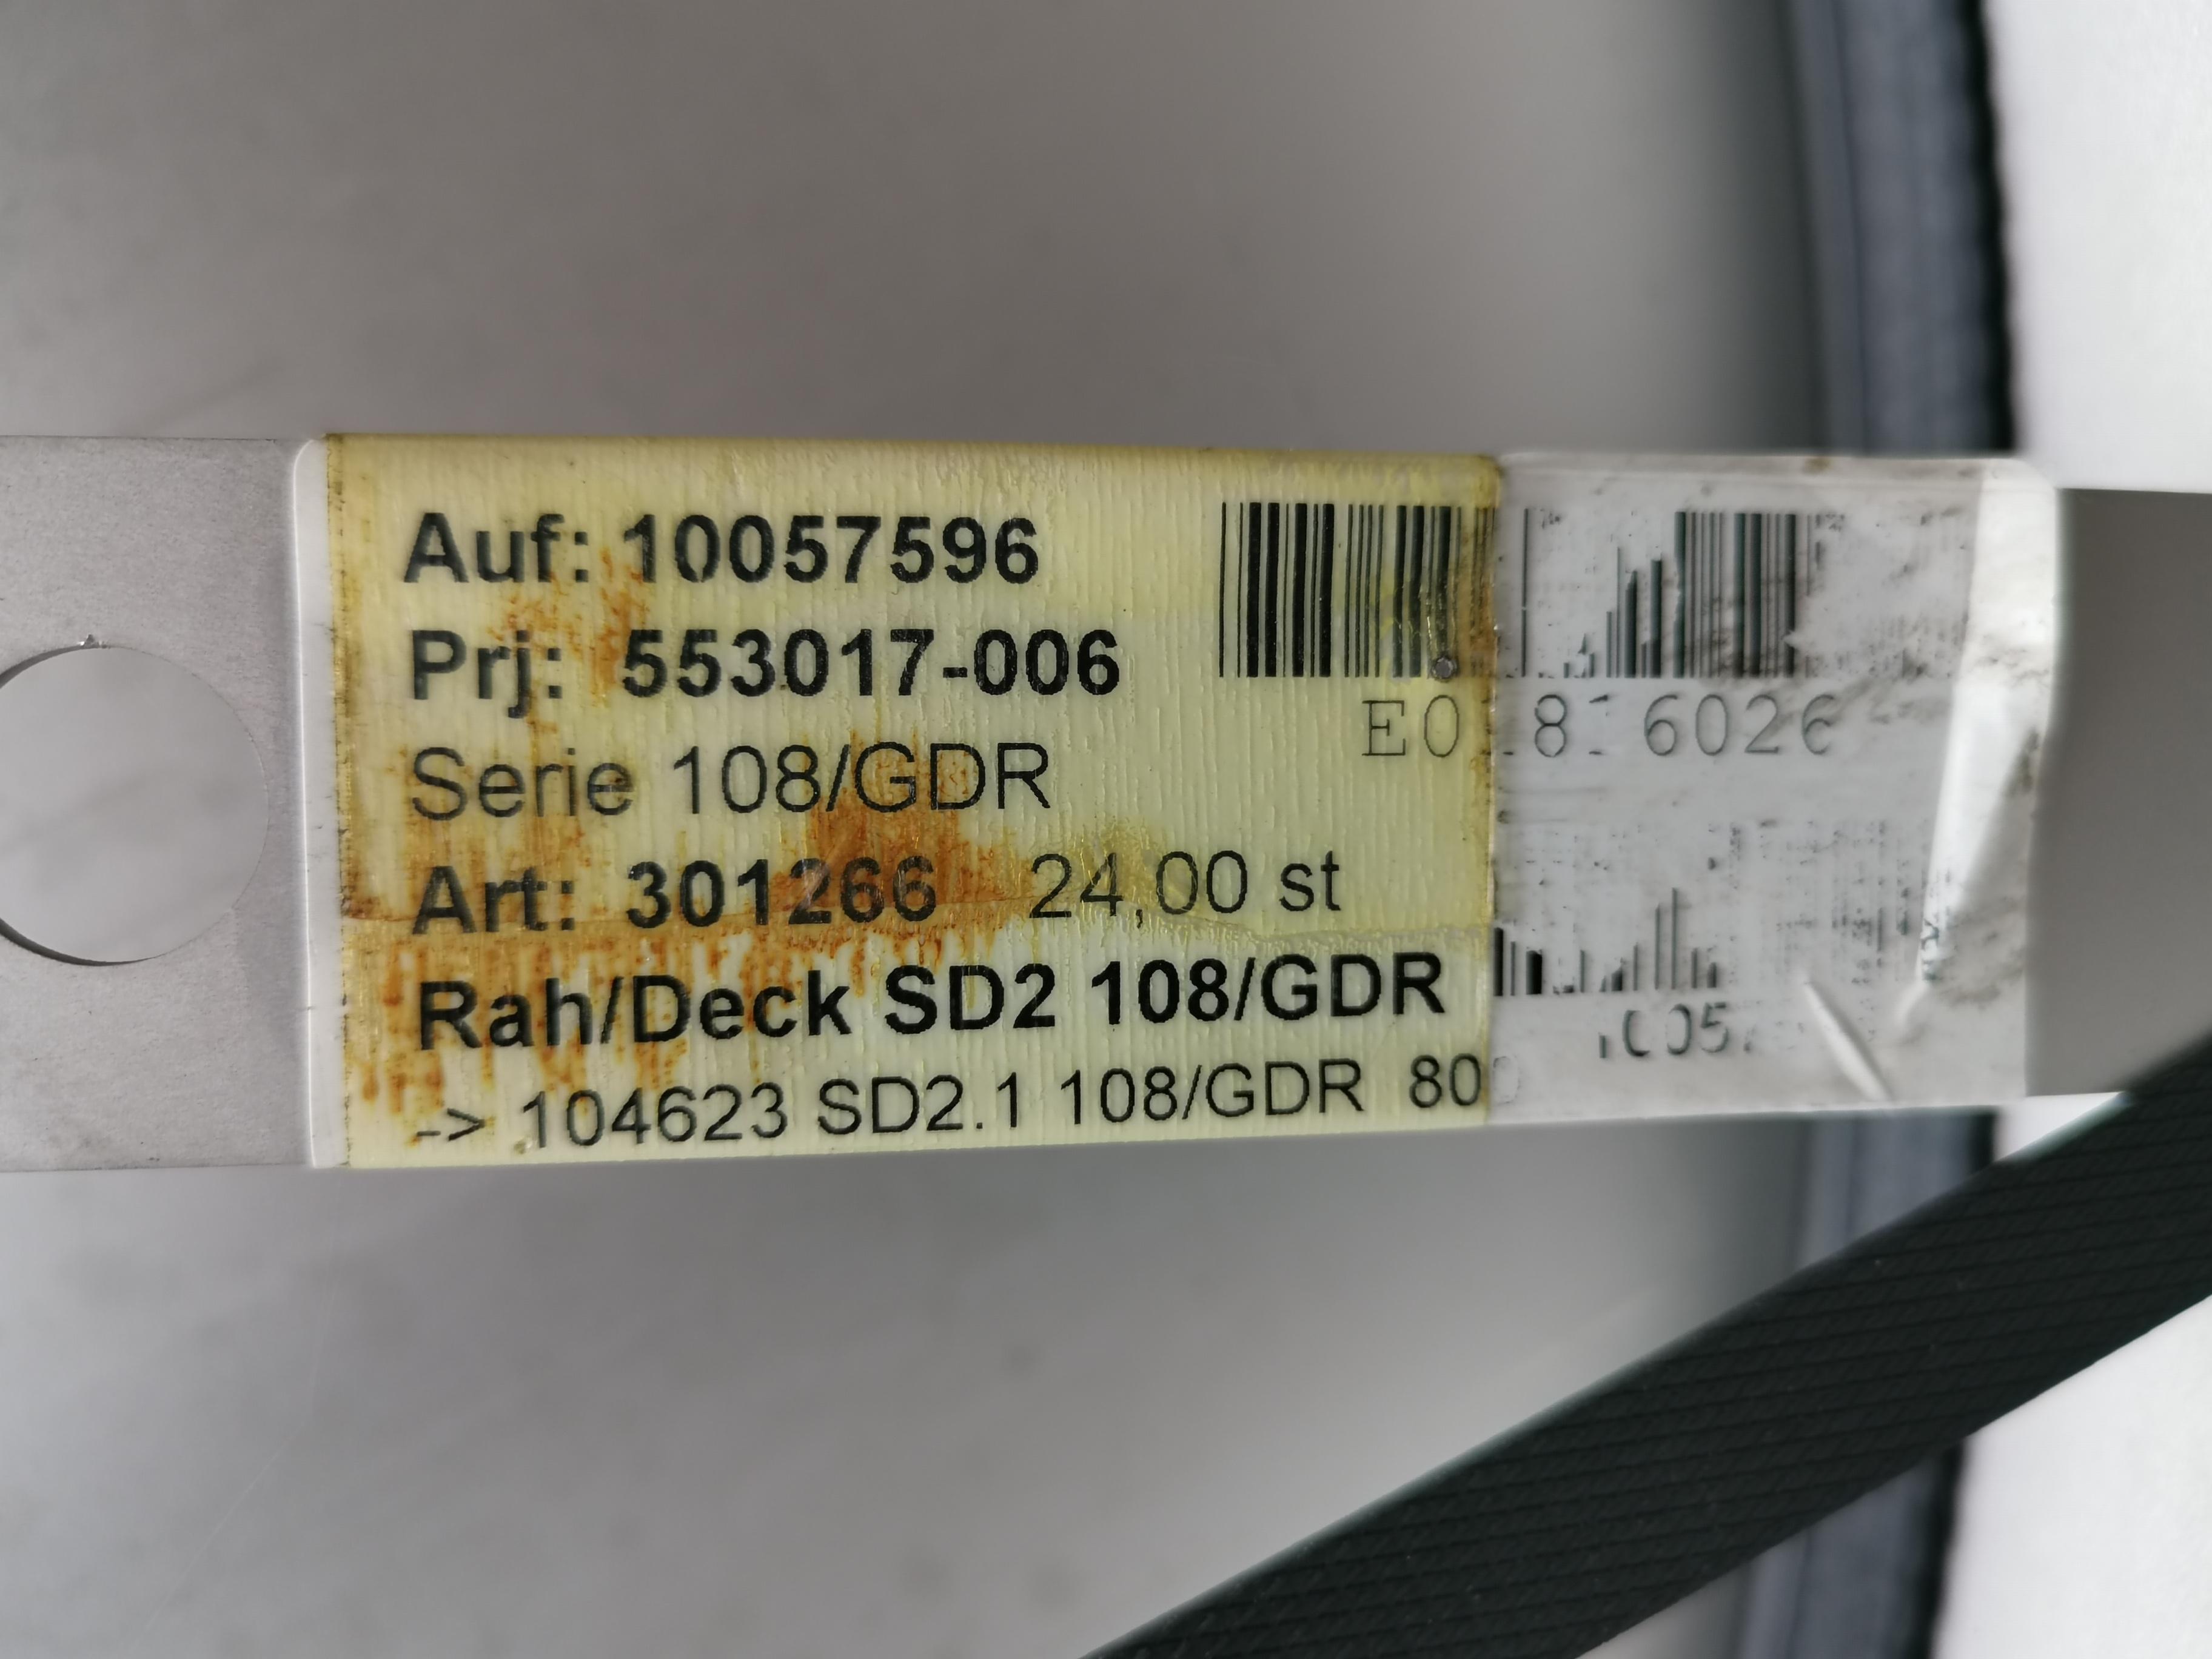 Auf: 10057596
Prj: 553017-006
Serie 108/GDR
Art: 301266 24,00 st
Rah/Deck SD2 108/GDR
-> 104623 SD2.1 108/GDR 800